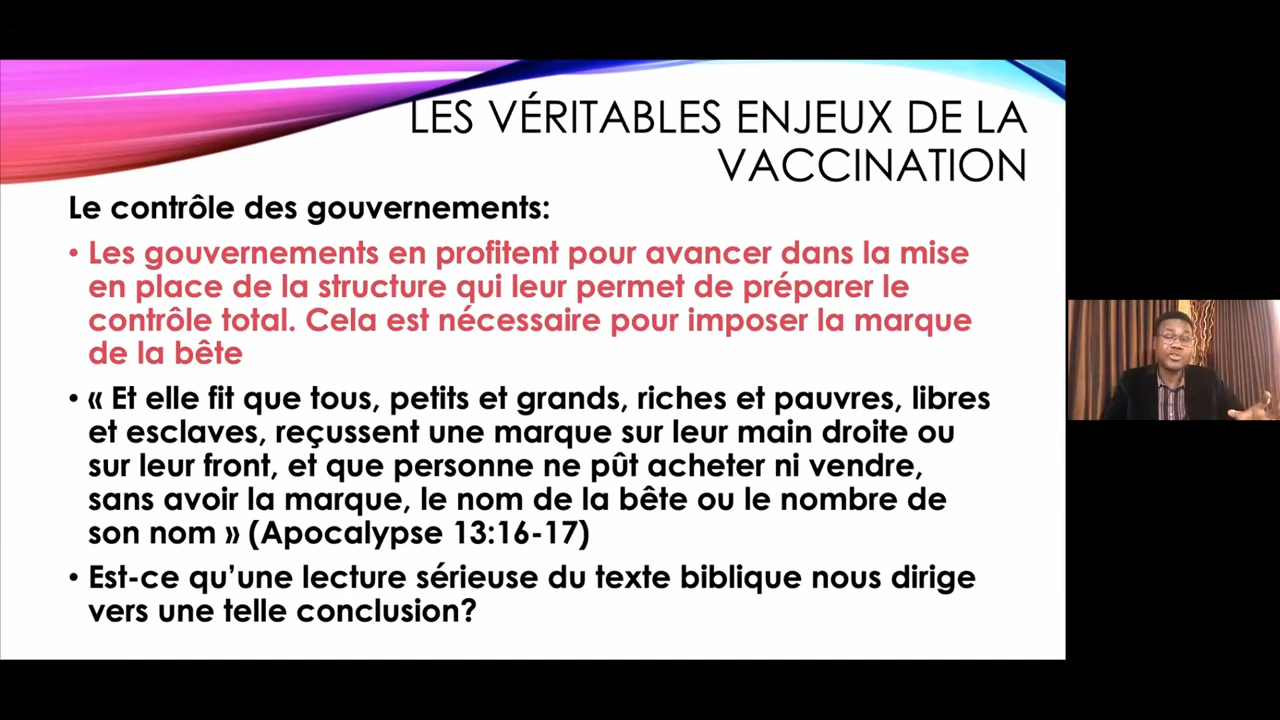 LES VÉRITABLES ENJEUX DE LA
VACCINATION
Le contrôle des gouvernements:
• Les gouvernements en profitent pour avancer dans la mise
en place de la structure qui leur permet de préparer le
contrôle total. Cela est nécessaire pour imposer la marque
de la bête
• « Et elle fit que tous, petits et grands, riches et pauvres, libres
et esclaves, reçussent une marque sur leur main droite ou
sur leur front, et que personne ne pût acheter ni vendre,
sans avoir la marque, le nom de la bête ou le nombre de
son nom » (Apocalypse 13:16-17)
• Est-ce qu’une lecture sérieuse du texte biblique nous dirige
vers une telle conclusion?